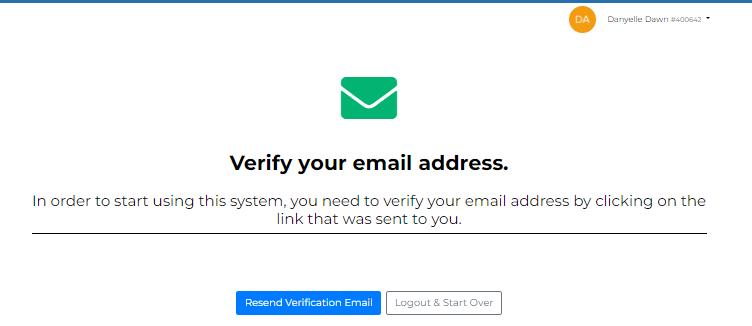 DA Danyelle Dawn #400642
Verify your email address.
In order to start using this system, you need to verify your email address by clicking on the
link that was sent to you.
Resend Verification Email Logout & Start Over